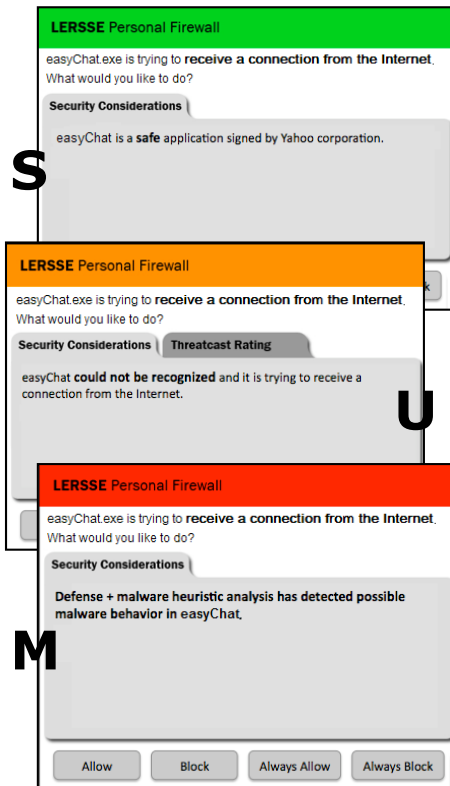 LERSSE Personal Firewall
easyChat.exe is trying to receive a connection from the Internet.
What would you like to do?
Security Considerations
easyChat is a safe application signed by Yahoo corporation.
S
k
LERSSE Personal Firewall
easyChat.exe is trying to receive a connection from the Internet.
What would you like to do?
Security Considerations Threatcast Rating
easyChat could not be recognized and it is trying to receive a
connection from the Internet.
U
LERSSE Personal Firewall
easyChat.exe is trying to receive a connection from the Internet.
What would you like to do?
Security Considerations
Defense + malware heuristic analysis has detected possible
malware behavior in easyChat.
M
Allow Block Always Allow Always Block